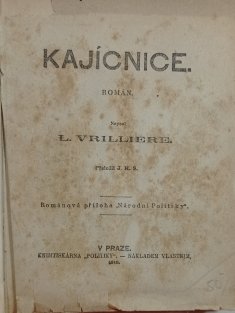 KAJÍCNICE.
ROMÁN.
Napsal
L. VRILLIERE.
Přeložil J. H. S.
Románová příloha „Národní Politiky“.
V PRAZE.
KNIHTISKÁRNA „POLITIKY“. — NÁKLADEM VLASTNÍM.